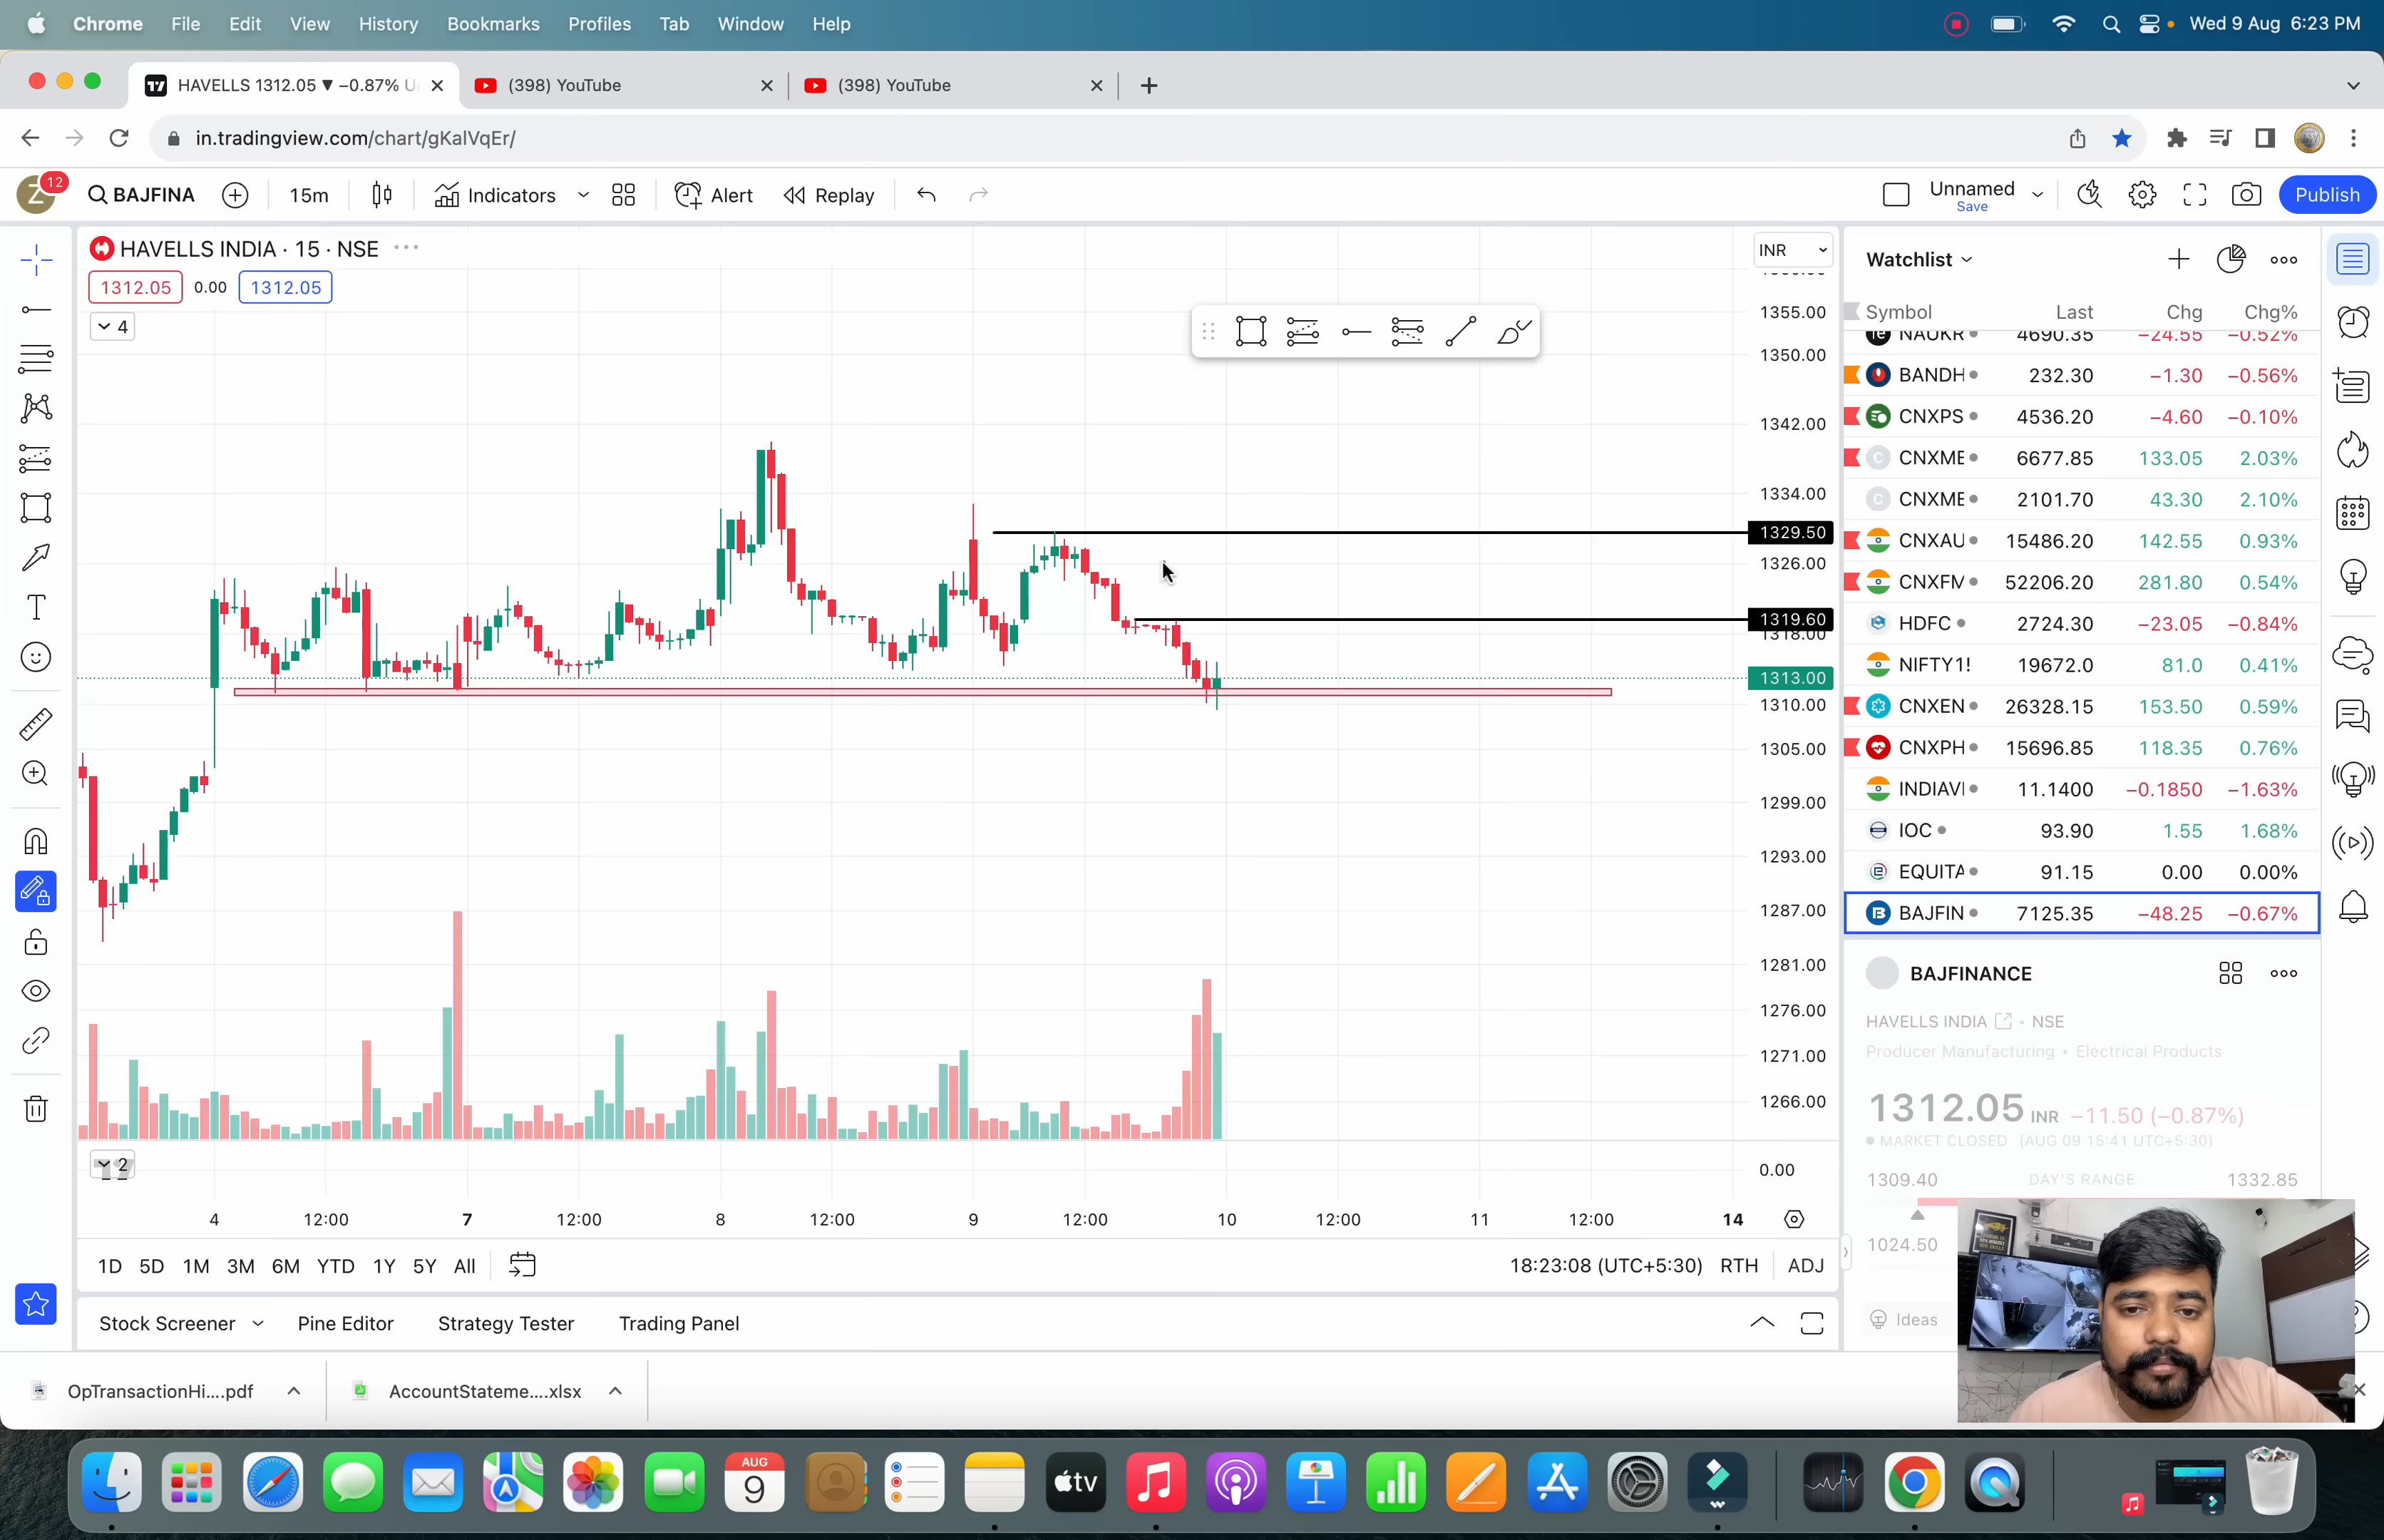 Chrome File Edit View History Bookmarks Profiles Tab Window Help Wed 9 Aug 6:23 PM
HAVELLS 1312.05 ▼ −0.87% (398) YouTube (398) YouTube
in.tradingview.com/chart/gKalVqEr/
Z 12 BAJFINA 15m Indicators Alert Replay Unnamed Save Publish
HAVELLS INDIA · 15 · NSE
1312.05 0.00 1312.05
4
INR
1355.00
1350.00
1342.00
1334.00
1329.50
1326.00
1319.60
1318.00
1313.00
1310.00
1305.00
1299.00
1293.00
1287.00
1281.00
1276.00
1271.00
1266.00
2
0.00
4 12:00 7 12:00 8 12:00 9 12:00 10 12:00 11 12:00 14
1D 5D 1M 3M 6M YTD 1Y 5Y All 18:23:08 (UTC+5:30) RTH ADJ
Stock Screener Pine Editor Strategy Tester Trading Panel
Watchlist
Symbol Last Chg Chg%
NAUKR 4690.35 −24.55 −0.52%
BANDH 232.30 −1.30 −0.56%
CNXPS 4536.20 −4.60 −0.10%
CNXME 6677.85 133.05 2.03%
CNXME 2101.70 43.30 2.10%
CNXAU 15486.20 142.55 0.93%
CNXFM 52206.20 281.80 0.54%
HDFC 2724.30 −23.05 −0.84%
NIFTY1! 19672.0 81.0 0.41%
CNXEN 26328.15 153.50 0.59%
CNXPH 15696.85 118.35 0.76%
INDIAVI 11.1400 −0.1850 −1.63%
IOC 93.90 1.55 1.68%
EQUITA 91.15 0.00 0.00%
BAJFIN 7125.35 −48.25 −0.67%
BAJFINANCE
HAVELLS INDIA • NSE
Producer Manufacturing • Electrical Products
1312.05 INR −11.50 (−0.87%)
MARKET CLOSED (AUG 09 15:41 UTC+5:30)
1309.40 DAY'S RANGE 1332.85
1024.50
Ideas
OpTransactionHi....pdf AccountStateme....xlsx
AUG
9
tv